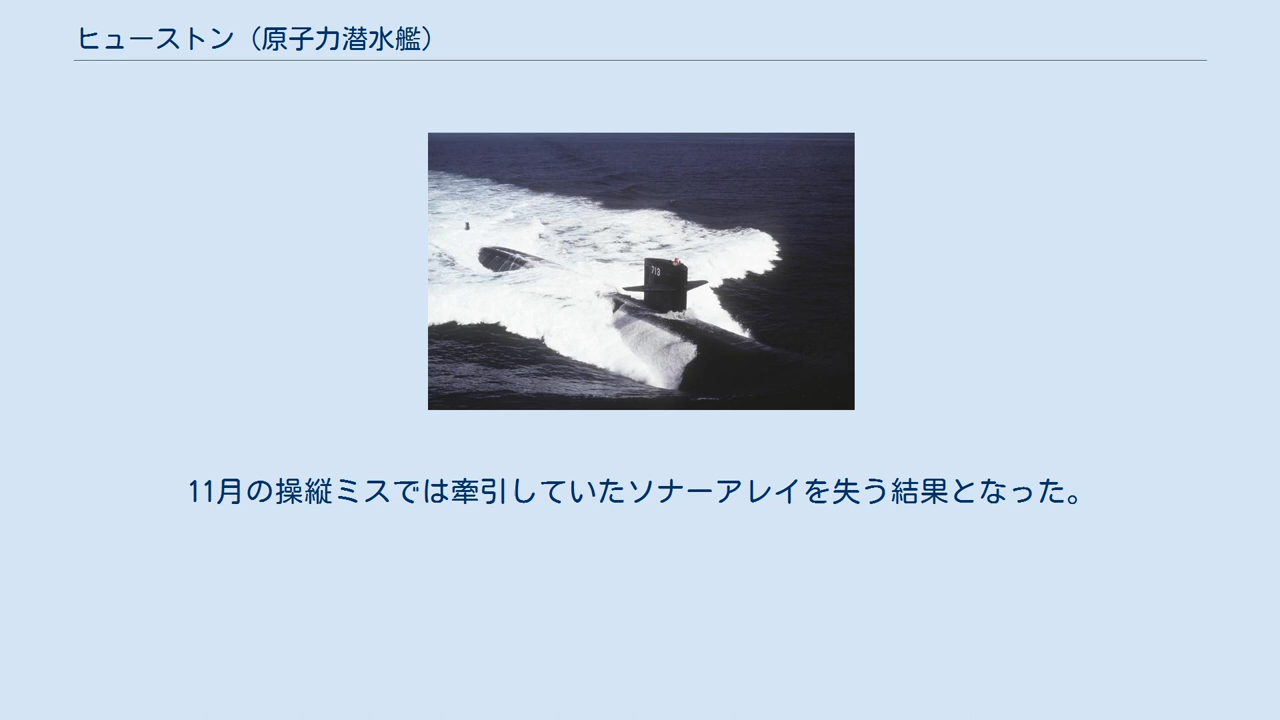 ヒューストン（原子力潜水艦）
713
11月の操縦ミスでは牽引していたソナーアレイを失う結果となった。